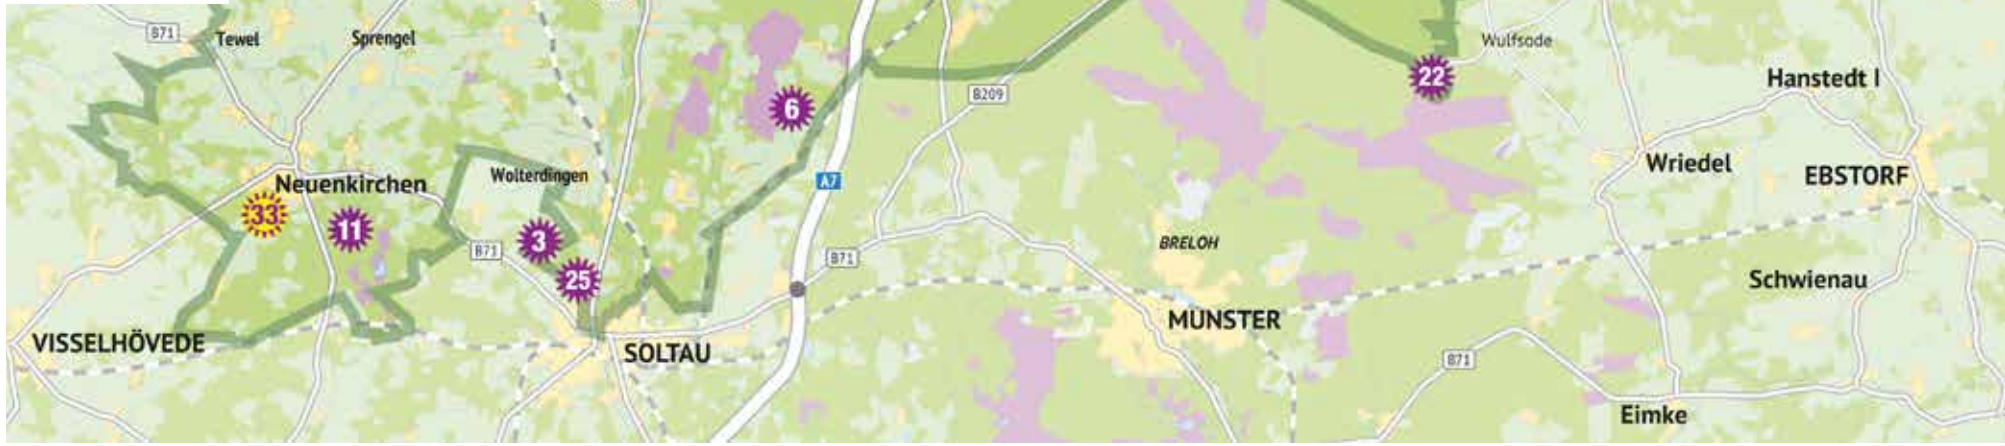 B71
Tewel
Sprengel
6
22
Wulfsode
Hanstedt I
B209
Neuenkirchen
Wolterdingen
A7
Wriedel
EBSTORF
33
11
3
B71
25
B71
BRELOH
Schwienau
VISSELHÖVEDE
SOLTAU
MUNSTER
B71
Eimke